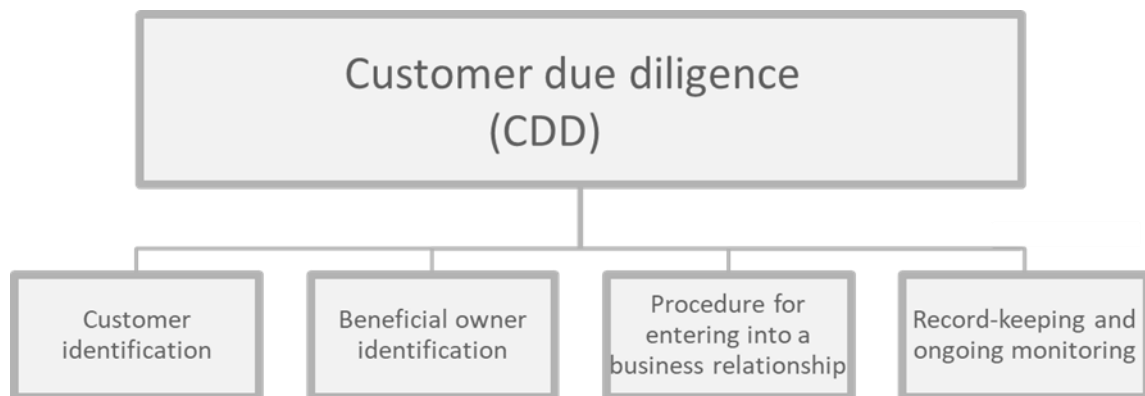 Customer due diligence
(CDD)
Customer
identification
Beneficial owner
identification
Procedure for
entering into a
business relationship
Record-keeping and
ongoing monitoring